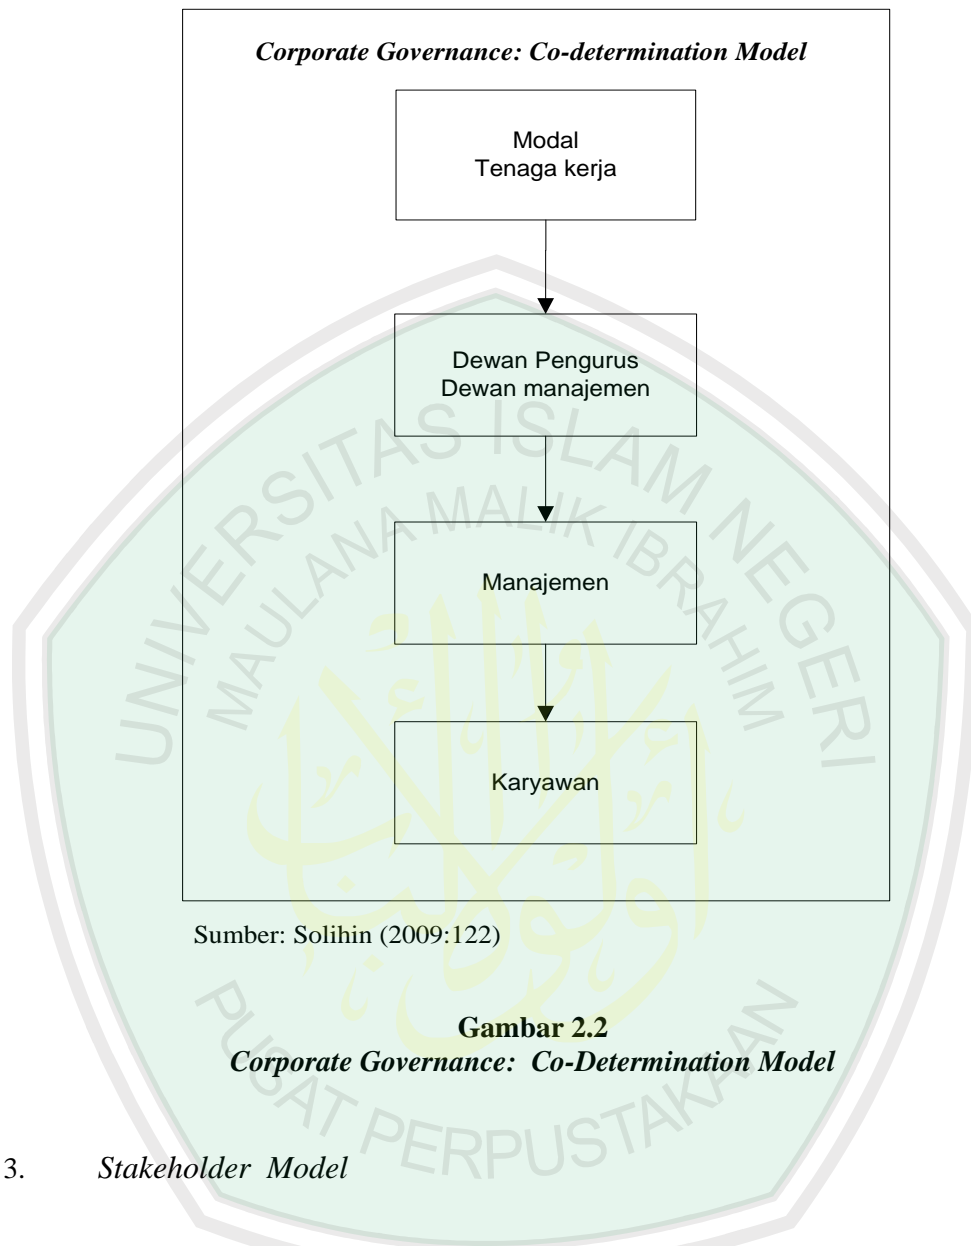 Corporate Governance: Co-determination Model
Modal
Tenaga kerja
Dewan Pengurus
Dewan manajemen
Manajemen
Karyawan
Sumber: Solihin (2009:122)
Gambar 2.2
Corporate Governance: Co-Determination Model
3. Stakeholder Model
UNIVERSITAS ISLAM NEGERI
MAULANA MALIK IBRAHIM
PUSAT PERPUSTAKAAN